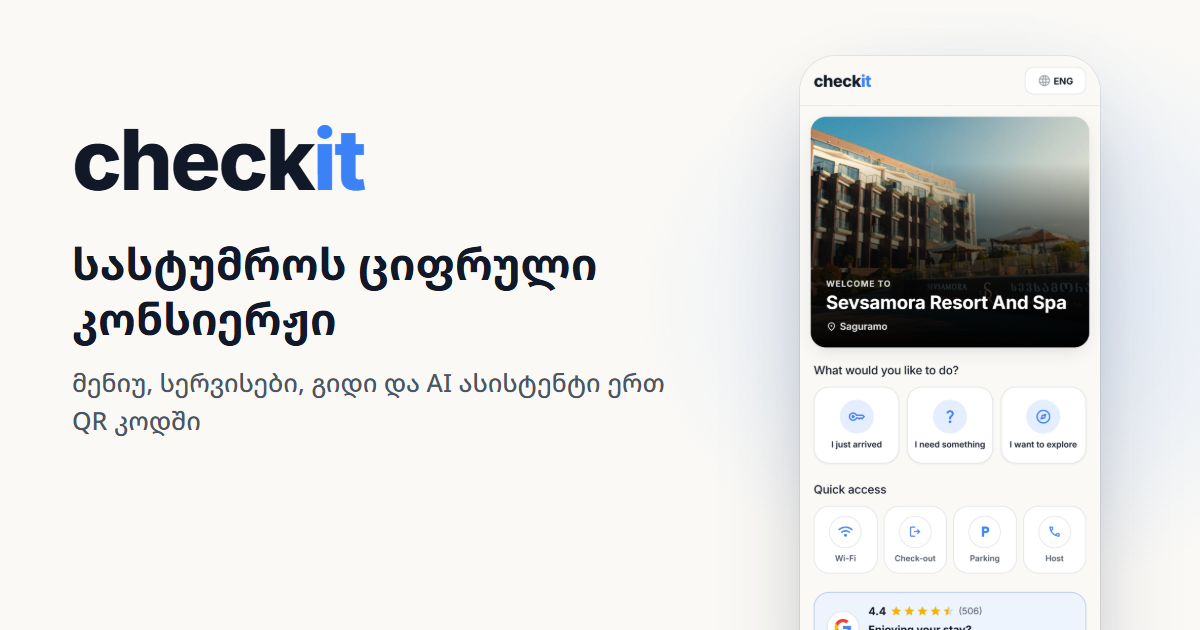 checkit
სასტუმროს ციფრული
კონსიერჟი
მენიუ, სერვისები, გიდი და AI ასისტენტი ერთ
QR კოდში
checkit
ENG
WELCOME TO
Sevsamora Resort And Spa
Saguramo
What would you like to do?
I just arrived
I need something
I want to explore
Quick access
Wi-Fi
Check-out
P
Parking
Host
4.4 ★★★★★ (506)
G
Enjoying your stay?